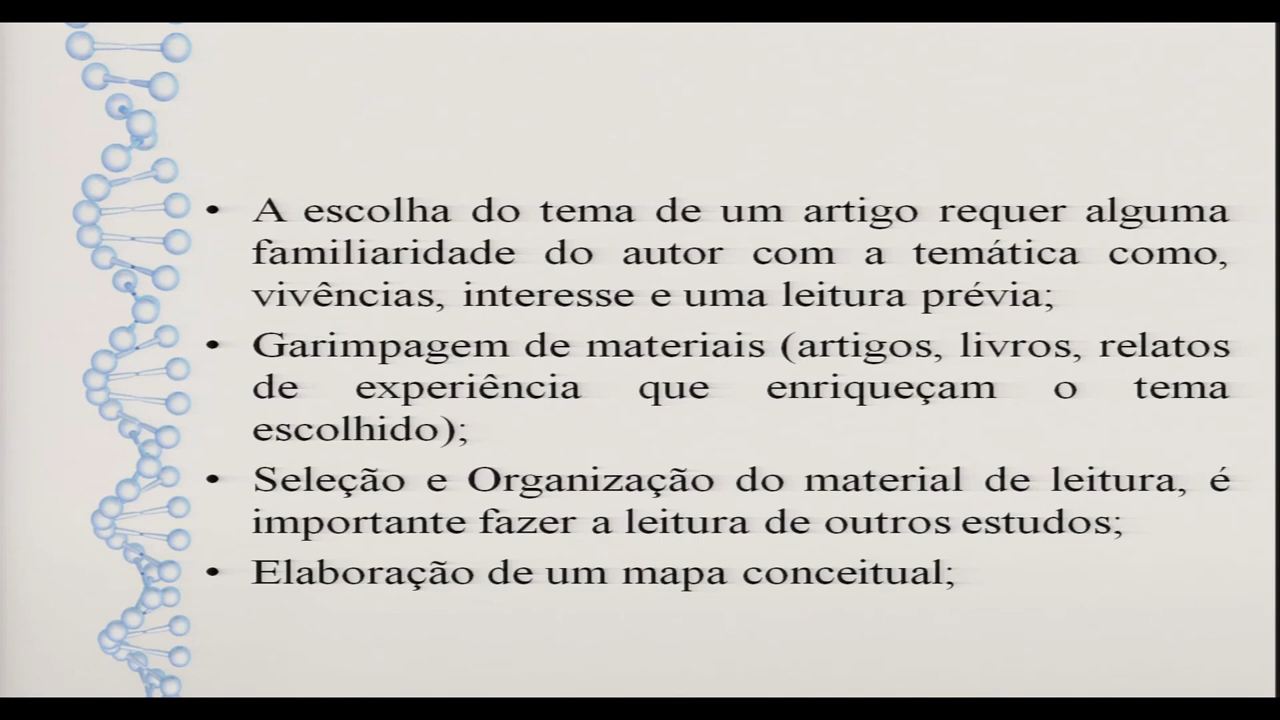 • A escolha do tema de um artigo requer alguma
familiaridade do autor com a temática como,
vivências, interesse e uma leitura prévia;
• Garimpagem de materiais (artigos, livros, relatos
de experiência que enriqueçam o tema
escolhido);
• Seleção e Organização do material de leitura, é
importante fazer a leitura de outros estudos;
• Elaboração de um mapa conceitual;